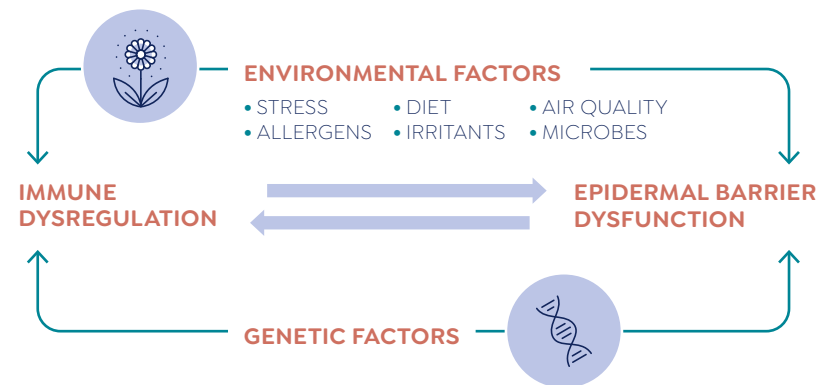 ENVIRONMENTAL FACTORS
• STRESS • DIET • AIR QUALITY
• ALLERGENS • IRRITANTS • MICROBES
IMMUNE
DYSREGULATION
EPIDERMAL BARRIER
DYSFUNCTION
GENETIC FACTORS